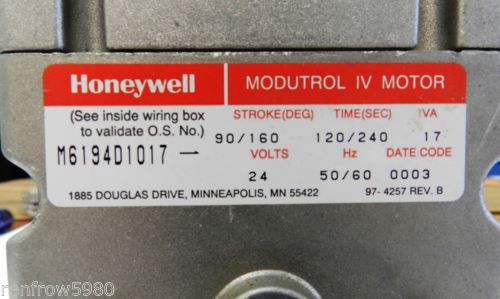 Honeywell
MODUTROL IV MOTOR
(See inside wiring box
to validate O.S. No.)
STROKE(DEG) TIME(SEC) IVA
90/160 120/240 17
M6194D1017 →
VOLTS Hz DATE CODE
24 50/60 0003
1885 DOUGLAS DRIVE, MINNEAPOLIS, MN 55422
97- 4257 REV. B
renfrow5980